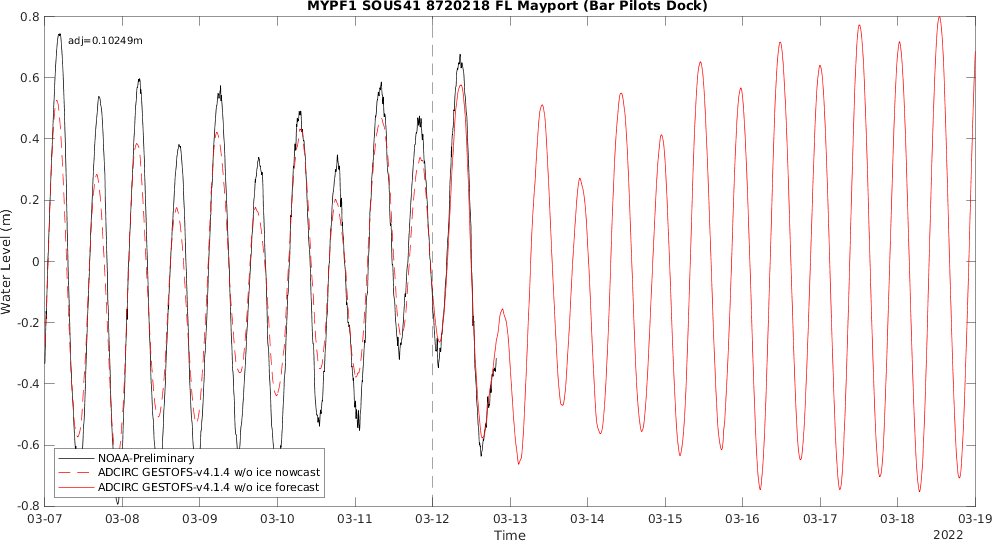 MYPF1 SOUS41 8720218 FL Mayport (Bar Pilots Dock)
adj=0.10249m
Water Level (m)
0.8
0.6
0.4
0.2
0
-0.2
-0.4
-0.6
-0.8
NOAA-Preliminary
ADCIRC GESTOFS-v4.1.4 w/o ice nowcast
ADCIRC GESTOFS-v4.1.4 w/o ice forecast
03-07 03-08 03-09 03-10 03-11 03-12 03-13 03-14 03-15 03-16 03-17 03-18 03-19
Time
2022